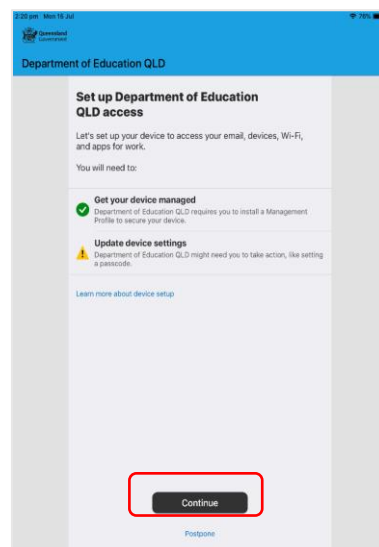 2:20 pm Mon 15 Jul
78%
Queensland
Government
Department of Education QLD
Set up Department of Education
QLD access
Let's set up your device to access your email, devices, Wi-Fi,
and apps for work.
You will need to:
Get your device managed
Department of Education QLD requires you to install a Management
Profile to secure your device.
Update device settings
Department of Education QLD might need you to take action, like setting
a passcode.
Learn more about device setup
Continue
Postpone